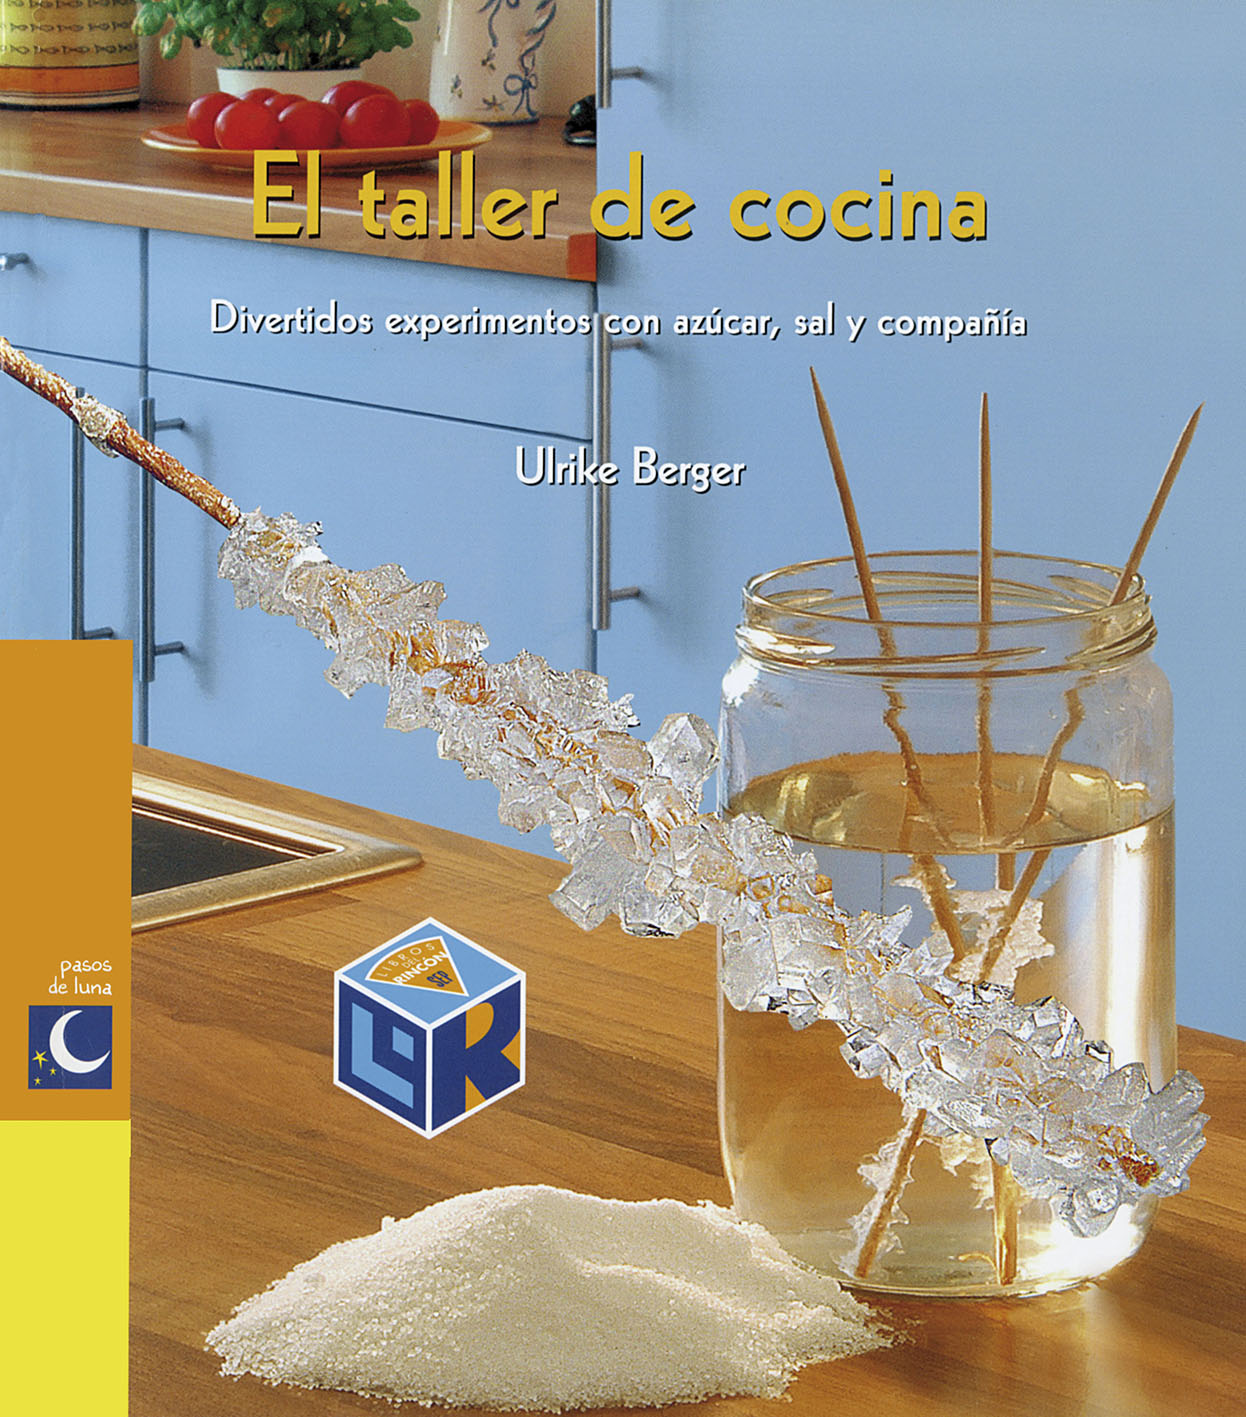 El taller de cocina
Divertidos experimentos con azúcar, sal y compañía
Ulrike Berger
pasos
de luna
LIBROS
DEL
RINCÓN
SEP
LR